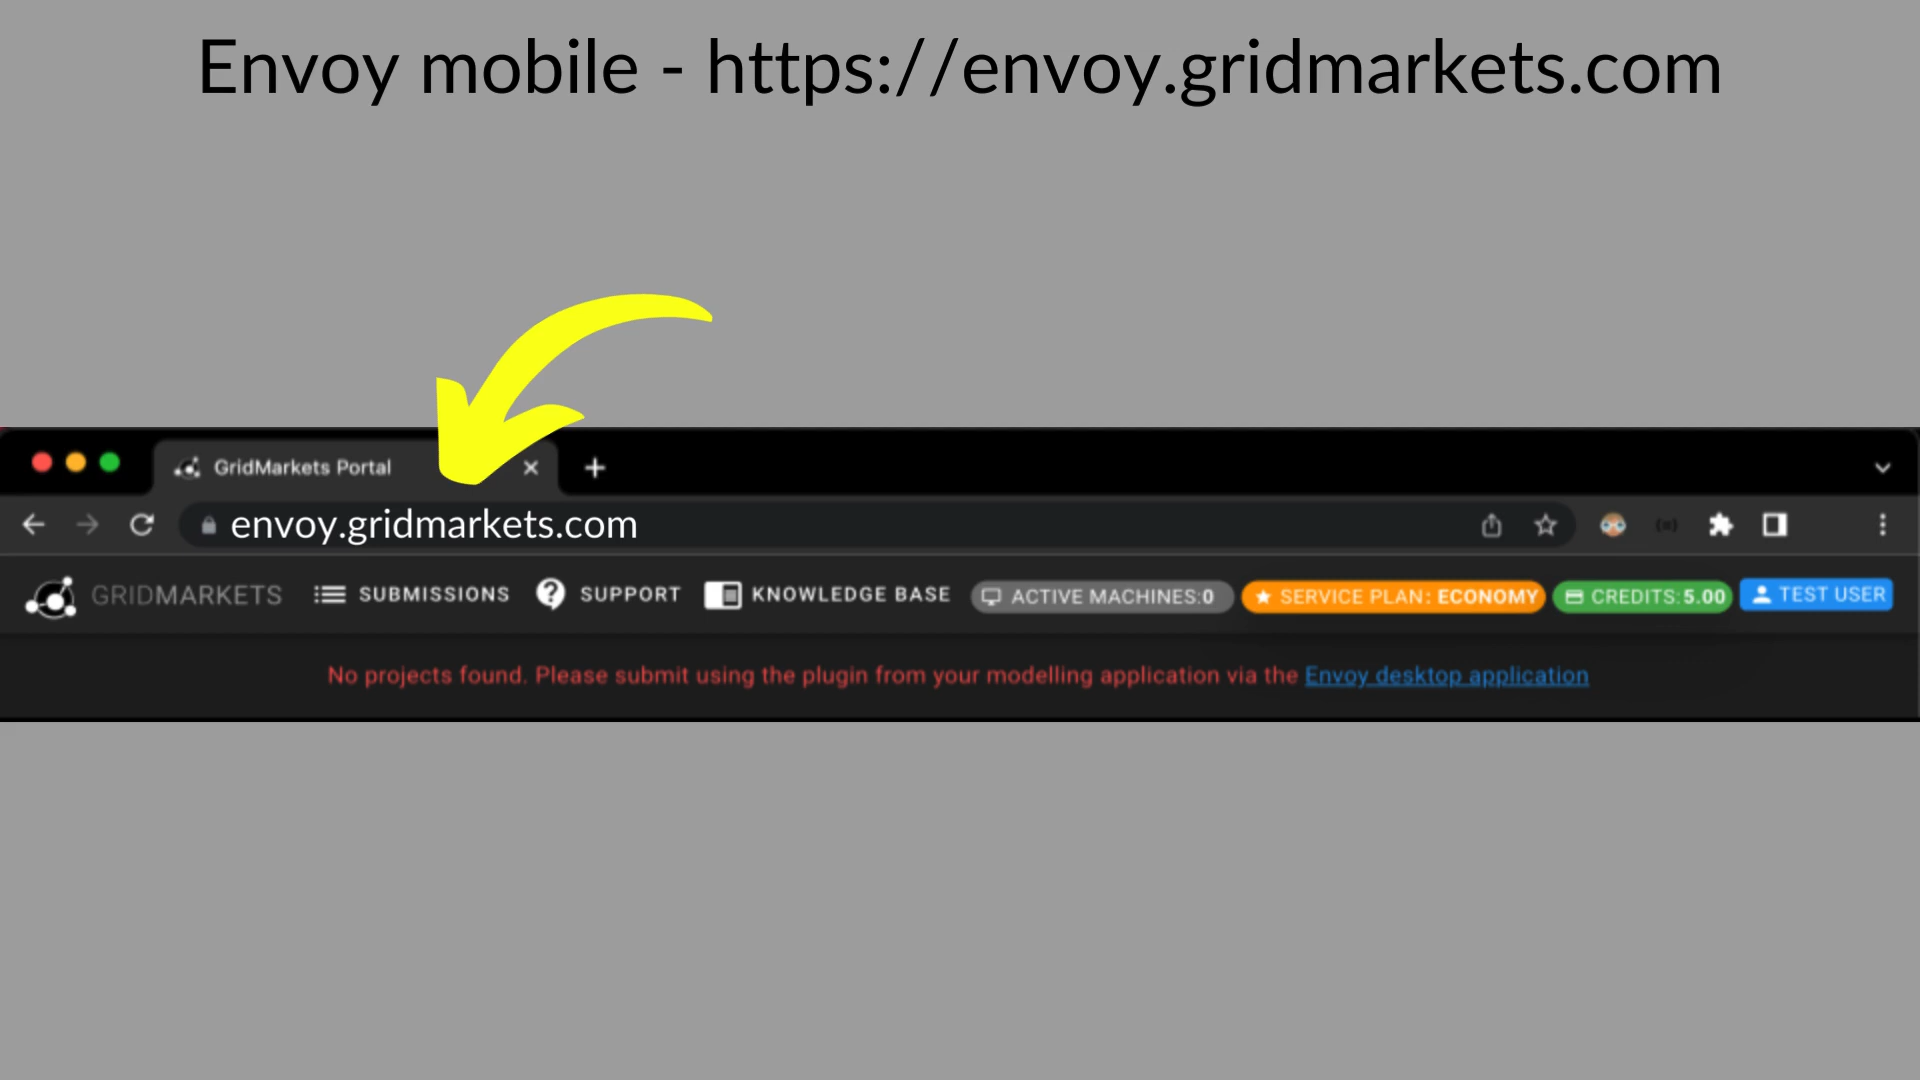 Envoy mobile - https://envoy.gridmarkets.com
GridMarkets Portal
envoy.gridmarkets.com
GRIDMARKETS SUBMISSIONS SUPPORT KNOWLEDGE BASE ACTIVE MACHINES:0 SERVICE PLAN: ECONOMY CREDITS:5.00 TEST USER
No projects found. Please submit using the plugin from your modelling application via the Envoy desktop application